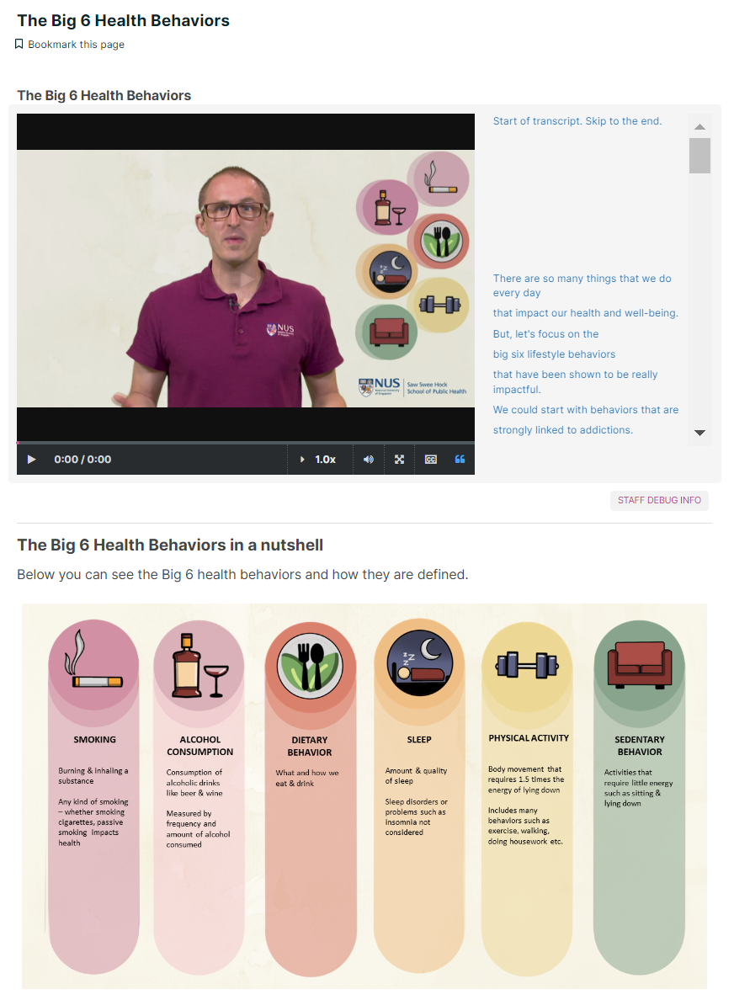 The Big 6 Health Behaviors
Bookmark this page
The Big 6 Health Behaviors
Start of transcript. Skip to the end.
There are so many things that we do
every day
that impact our health and well-being.
But, let's focus on the
big six lifestyle behaviors
that have been shown to be really
impactful.
We could start with behaviors that are
strongly linked to addictions.
zz
NUS
NUS
National University
of Singapore
Saw Swee Hock
School of Public Health
0:00 / 0:00
1.0x
CC
STAFF DEBUG INFO
The Big 6 Health Behaviors in a nutshell
Below you can see the Big 6 health behaviors and how they are defined.
SMOKING
Burning & inhaling a
substance
Any kind of smoking
– whether smoking
cigarettes, passive
smoking impacts
health
ALCOHOL
CONSUMPTION
Consumption of
alcoholic drinks
like beer & wine
Measured by
frequency and
amount of alcohol
consumed
DIETARY
BEHAVIOR
What and how we
eat & drink
zzz
SLEEP
Amount & quality
of sleep
Sleep disorders or
problems such as
insomnia not
considered
PHYSICAL ACTIVITY
Body movement that
requires 1.5 times the
energy of lying down
Includes many
behaviors such as
exercise, walking,
doing housework etc.
SEDENTARY
BEHAVIOR
Activities that
require little energy
such as sitting &
lying down